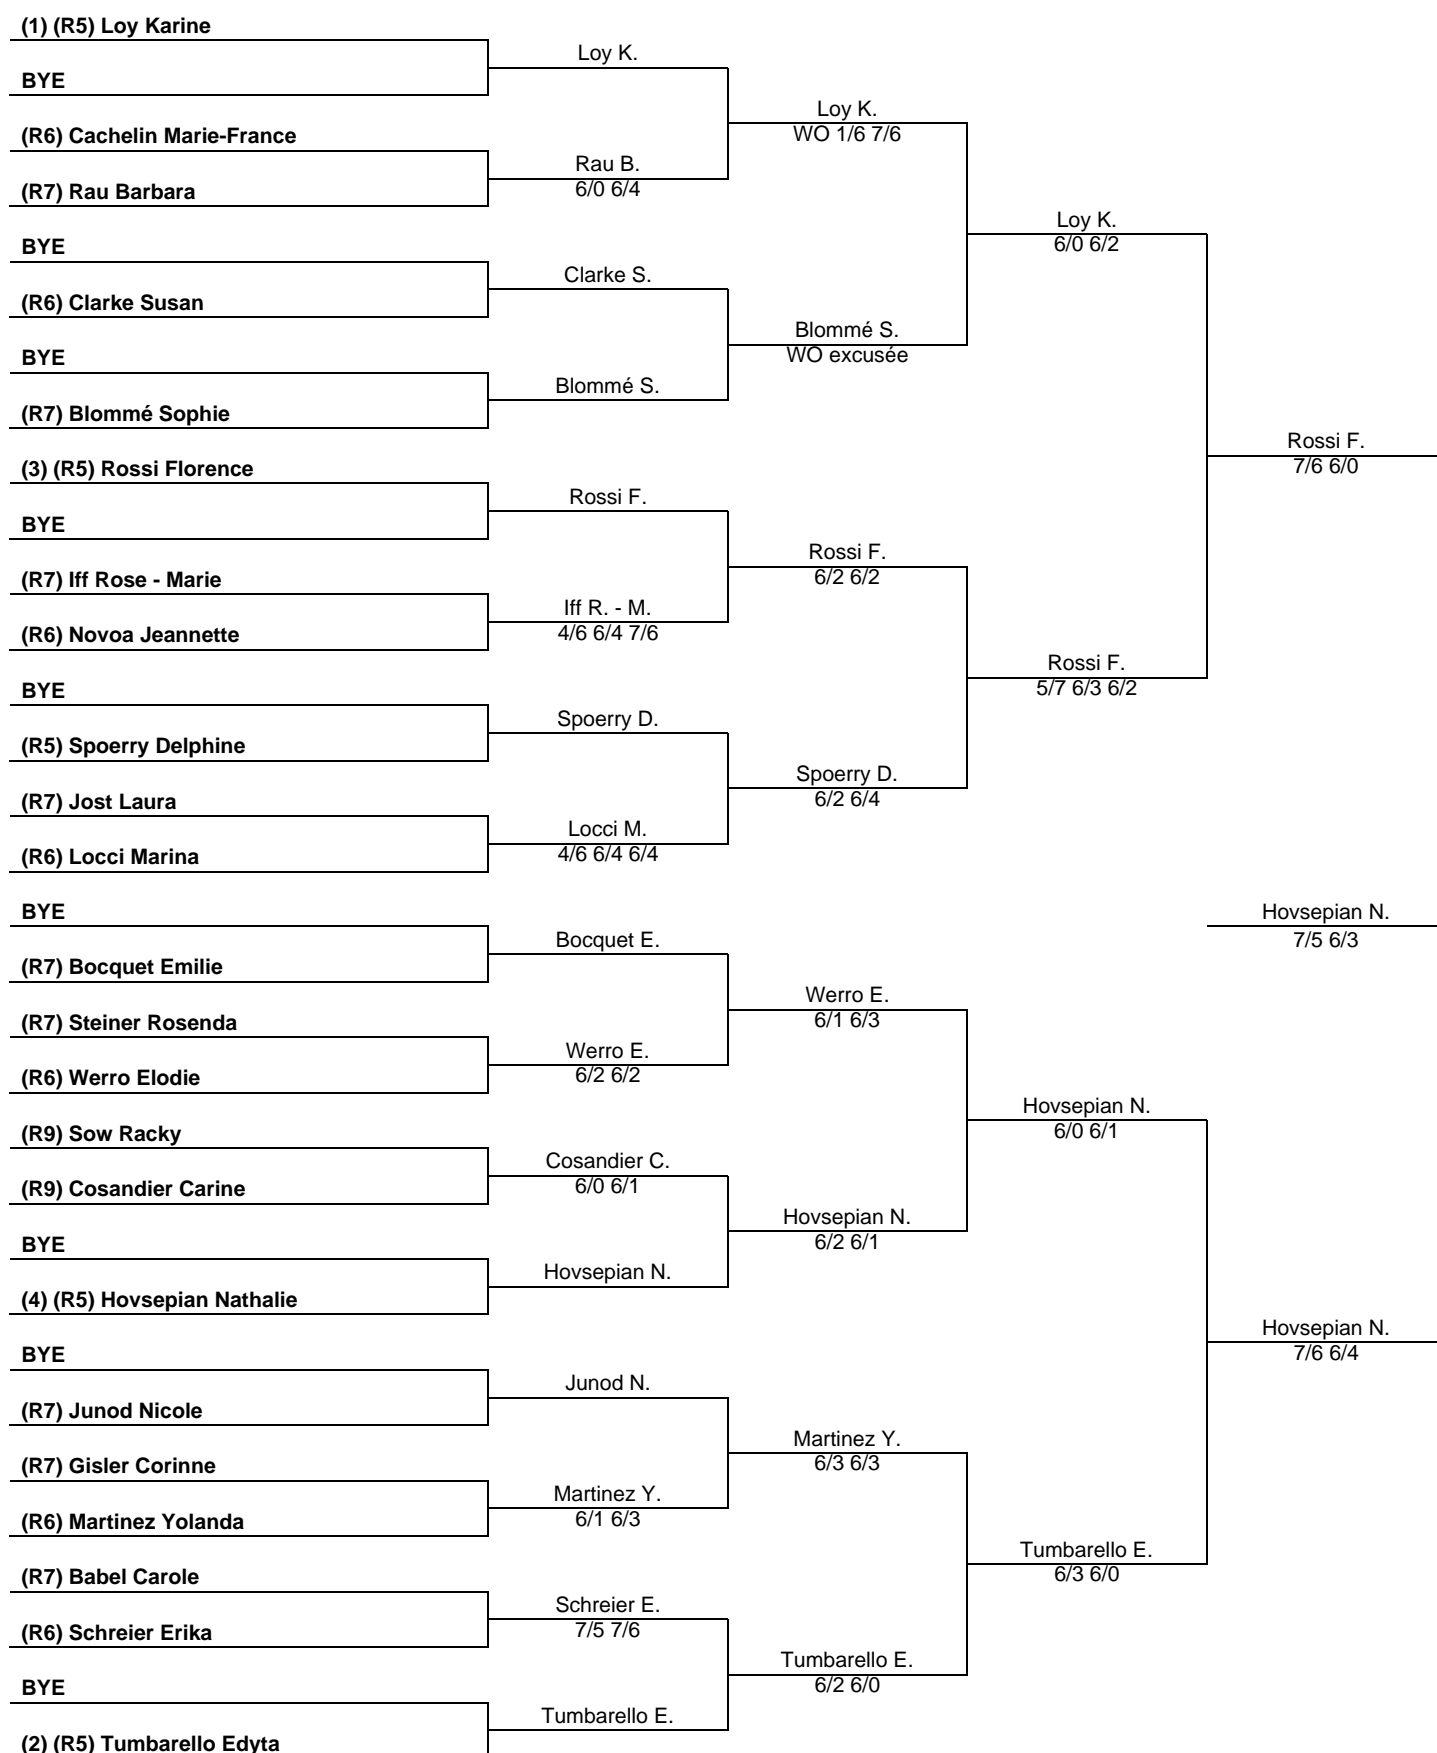 (1) (R5) Loy Karine
BYE
(R6) Cachelin Marie-France
(R7) Rau Barbara
BYE
(R6) Clarke Susan
BYE
(R7) Blommé Sophie
(3) (R5) Rossi Florence
BYE
(R7) Iff Rose - Marie
(R6) Novoa Jeannette
BYE
(R5) Spoerry Delphine
(R7) Jost Laura
(R6) Locci Marina
BYE
(R7) Bocquet Emilie
(R7) Steiner Rosenda
(R6) Werro Elodie
(R9) Sow Racky
(R9) Cosandier Carine
BYE
(4) (R5) Hovsepian Nathalie
BYE
(R7) Junod Nicole
(R7) Gisler Corinne
(R6) Martinez Yolanda
(R7) Babel Carole
(R6) Schreier Erika
BYE
(2) (R5) Tumbarello Edyta
Loy K.
Rau B.
6/0 6/4
Clarke S.
Blommé S.
Rossi F.
Iff R. - M.
4/6 6/4 7/6
Spoerry D.
Locci M.
4/6 6/4 6/4
Bocquet E.
Werro E.
6/2 6/2
Cosandier C.
6/0 6/1
Hovsepian N.
Junod N.
Martinez Y.
6/1 6/3
Schreier E.
7/5 7/6
Tumbarello E.
Loy K.
WO 1/6 7/6
Blommé S.
WO excusée
Rossi F.
6/2 6/2
Spoerry D.
6/2 6/4
Werro E.
6/1 6/3
Hovsepian N.
6/2 6/1
Martinez Y.
6/3 6/3
Tumbarello E.
6/2 6/0
Loy K.
6/0 6/2
Rossi F.
5/7 6/3 6/2
Hovsepian N.
6/0 6/1
Tumbarello E.
6/3 6/0
Rossi F.
7/6 6/0
Hovsepian N.
7/5 6/3
Hovsepian N.
7/6 6/4